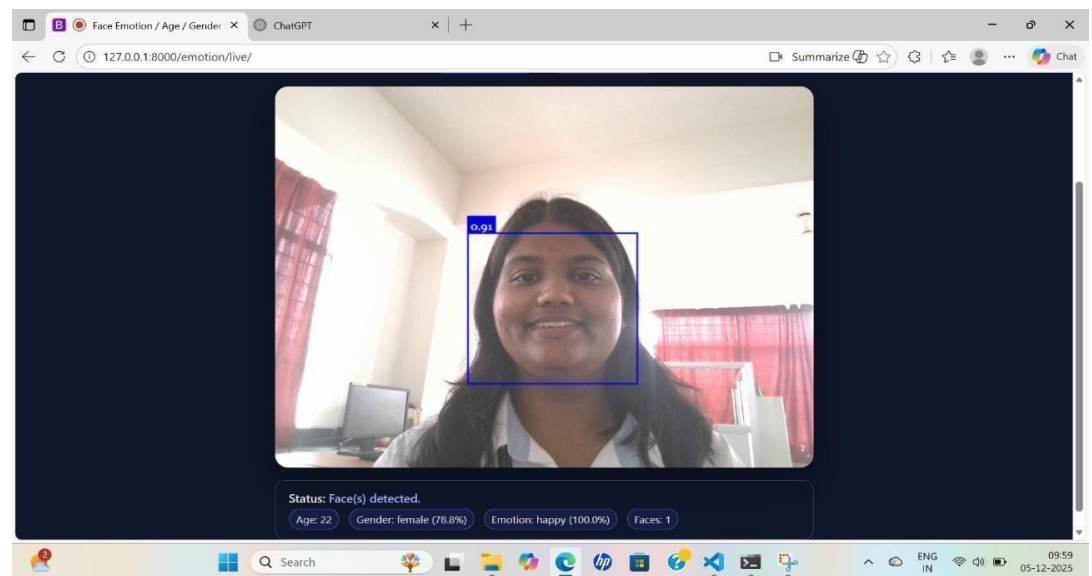 Face Emotion / Age / Gender
ChatGPT
127.0.0.1:8000/emotion/live/
Summarize
Chat
0.91
Status: Face(s) detected.
Age: 22
Gender: female (78.8%)
Emotion: happy (100.0%)
Faces: 1
2
Search
hp
ENG
IN
09:59
05-12-2025